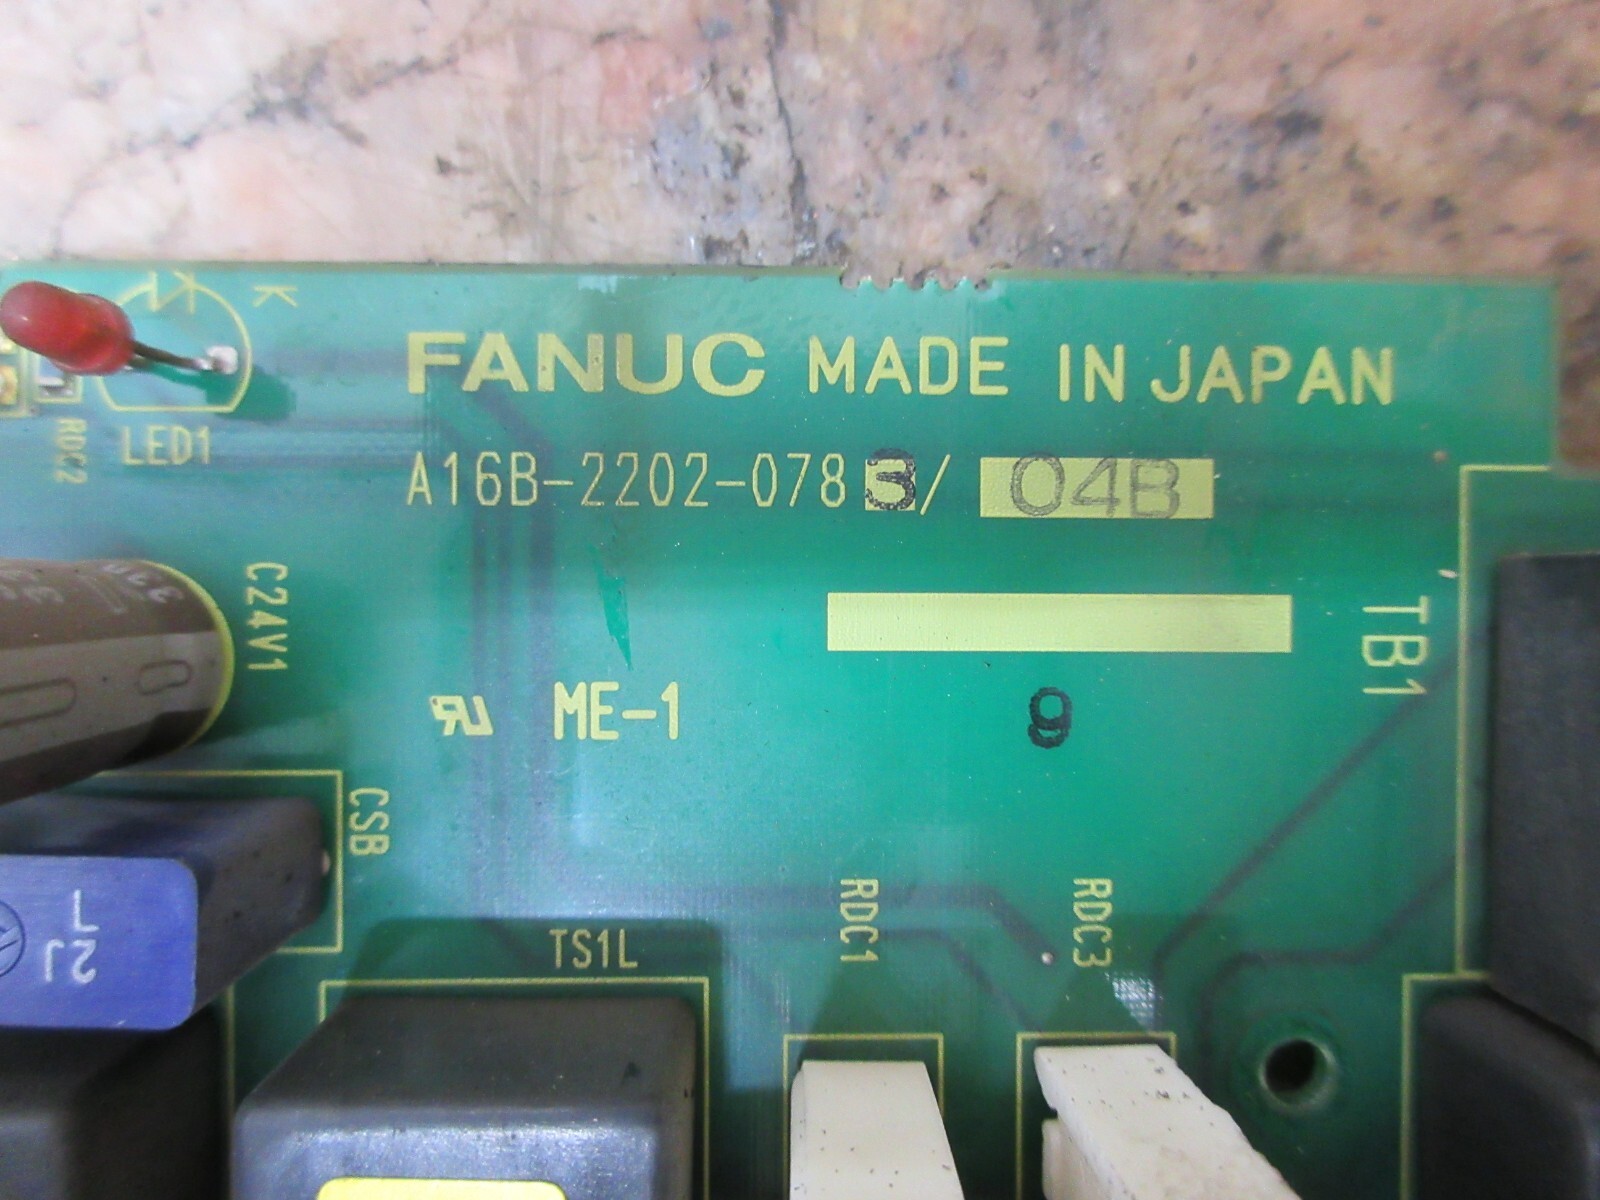 K
FANUC MADE IN JAPAN
RDC2
LED1
A16B-2202-0783/ 04B
C24V1
TB1
ME-1
9
CSB
RDC1
RDC3
TS1L